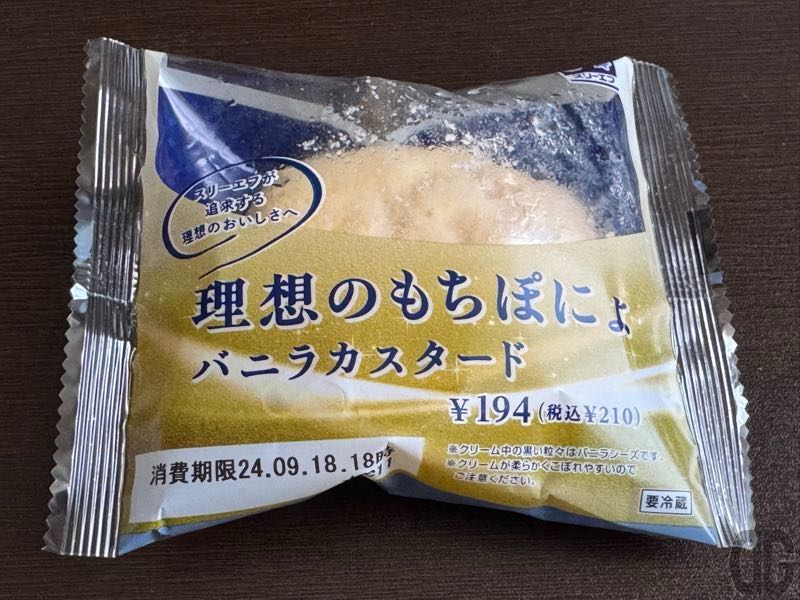 スリーエフ
スリーエフが
追求する
理想のおいしさへ
理想のもちぽにょ
バニラカスタード
¥194(税込¥210)
消費期限24.09.18.18時
※クリーム中の黒い粒々はバニラシーズです。
※クリームが柔らかくこぼれやすいので
ご注意ください。
要冷蔵